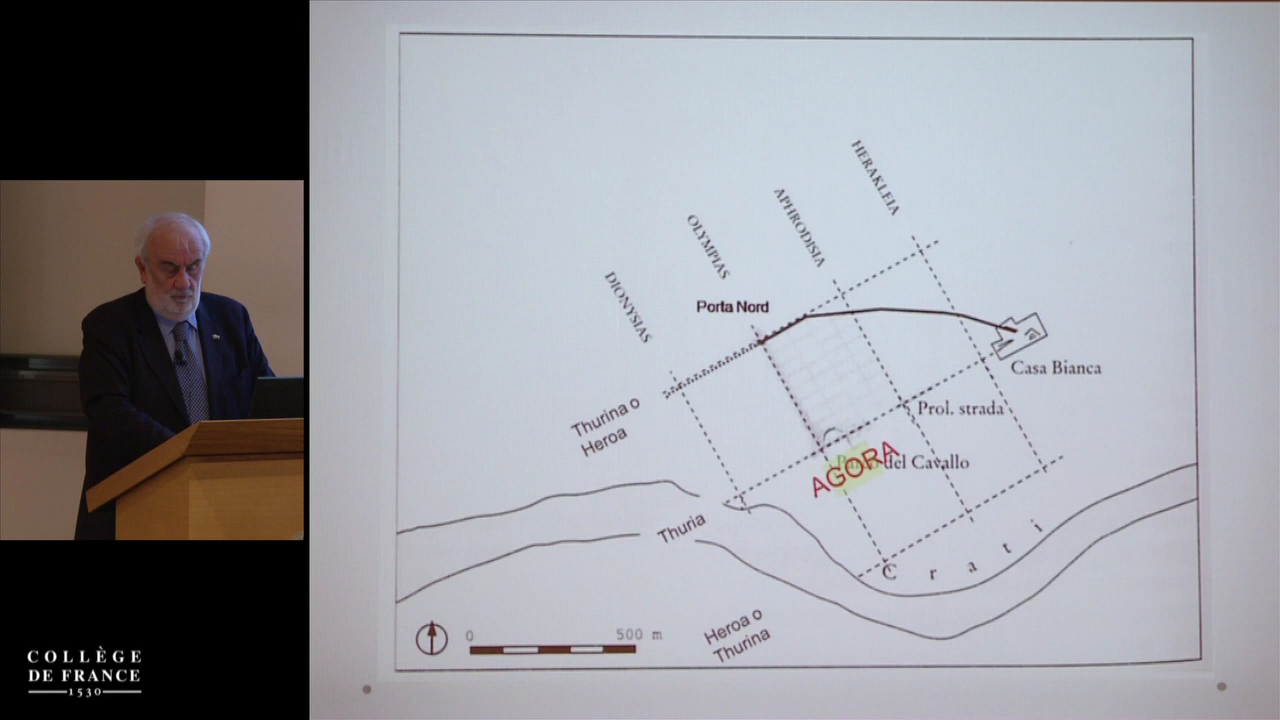 HERAKLEIA
APHRODISIA
OLYMPIAS
DIONYSIAS
Porta Nord
Casa Bianca
Thurina o
Heroa
Prol. strada
del Cavallo
AGORA
Thuria
Crati
Heroa o
Thurina
0 500 m
COLLÈGE
DE FRANCE
1530